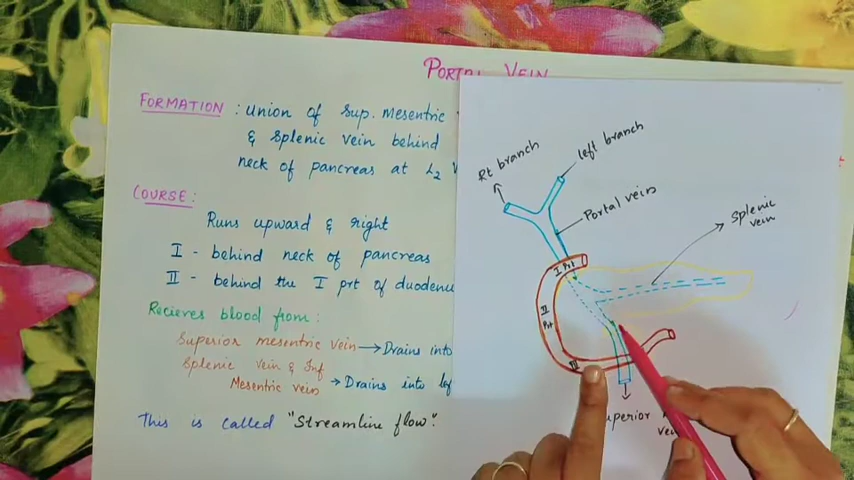 PORTAL VEIN
FORMATION : Union of Sup. Mesentric
& Splenic vein behind
neck of pancreas at L2
COURSE:
Runs upward & right
I - behind neck of pancreas
II - behind the I prt of duodenu
Recieves blood from:
Superior mesentric vein → Drains into
Splenic Vein & Inf
Mesentric vein → Drains into lef
This is called "Streamline flow".
Rt branch
left branch
Portal vein
Splenic
vein
I Prt
II
Prt
III
uperior
vein